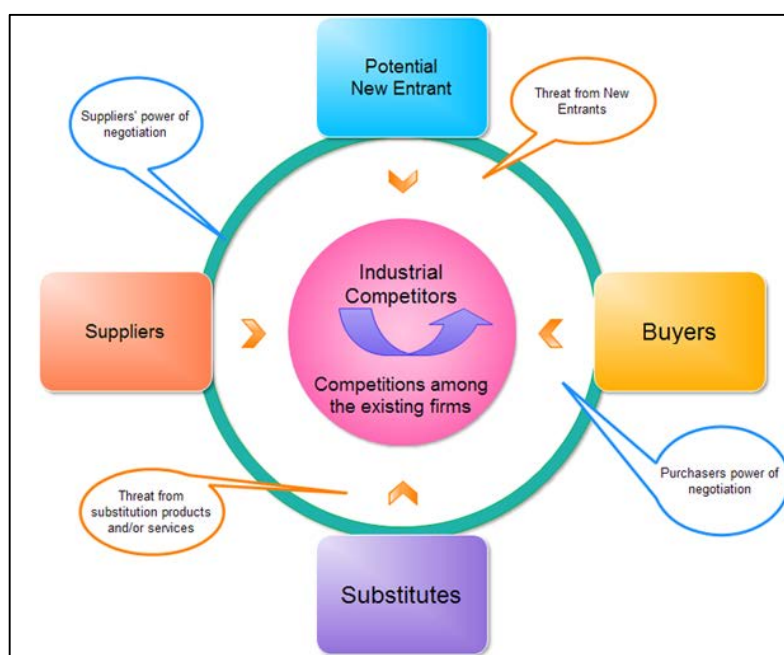 Potential
New Entrant
Suppliers' power of
negotiation
Threat from New
Entrants
Industrial
Competitors
Suppliers
Buyers
Competitions among
the existing firms
Threat from
substitution products
and/or services
Purchasers power of
negotiation
Substitutes